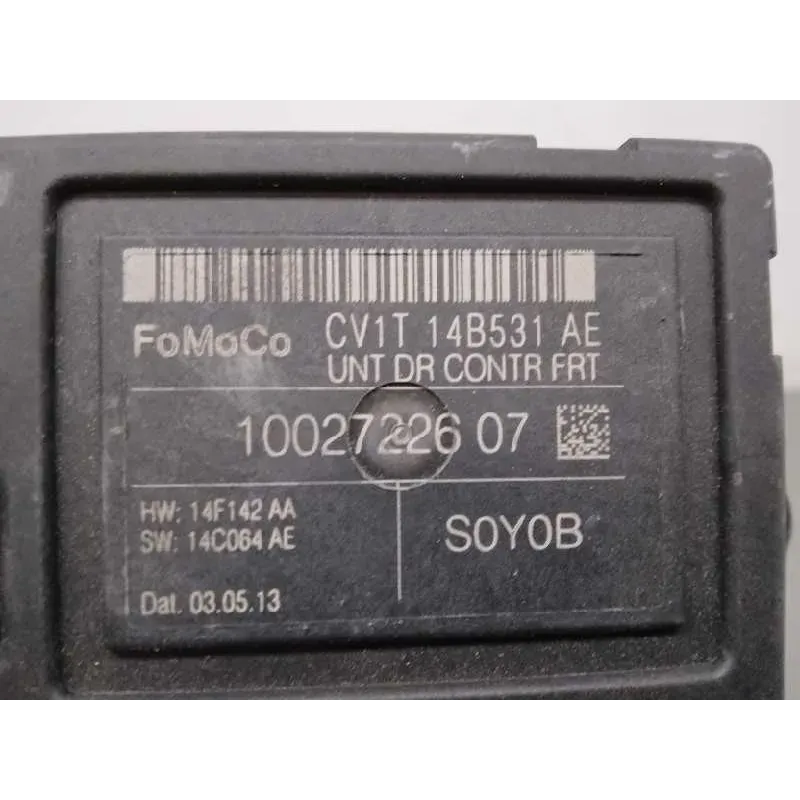 FoMoCo CV1T 14B531 AE
UNT DR CONTR FRT
10027226 07
HW: 14F142 AA
SW: 14C064 AE
S0Y0B
Dat. 03.05.13